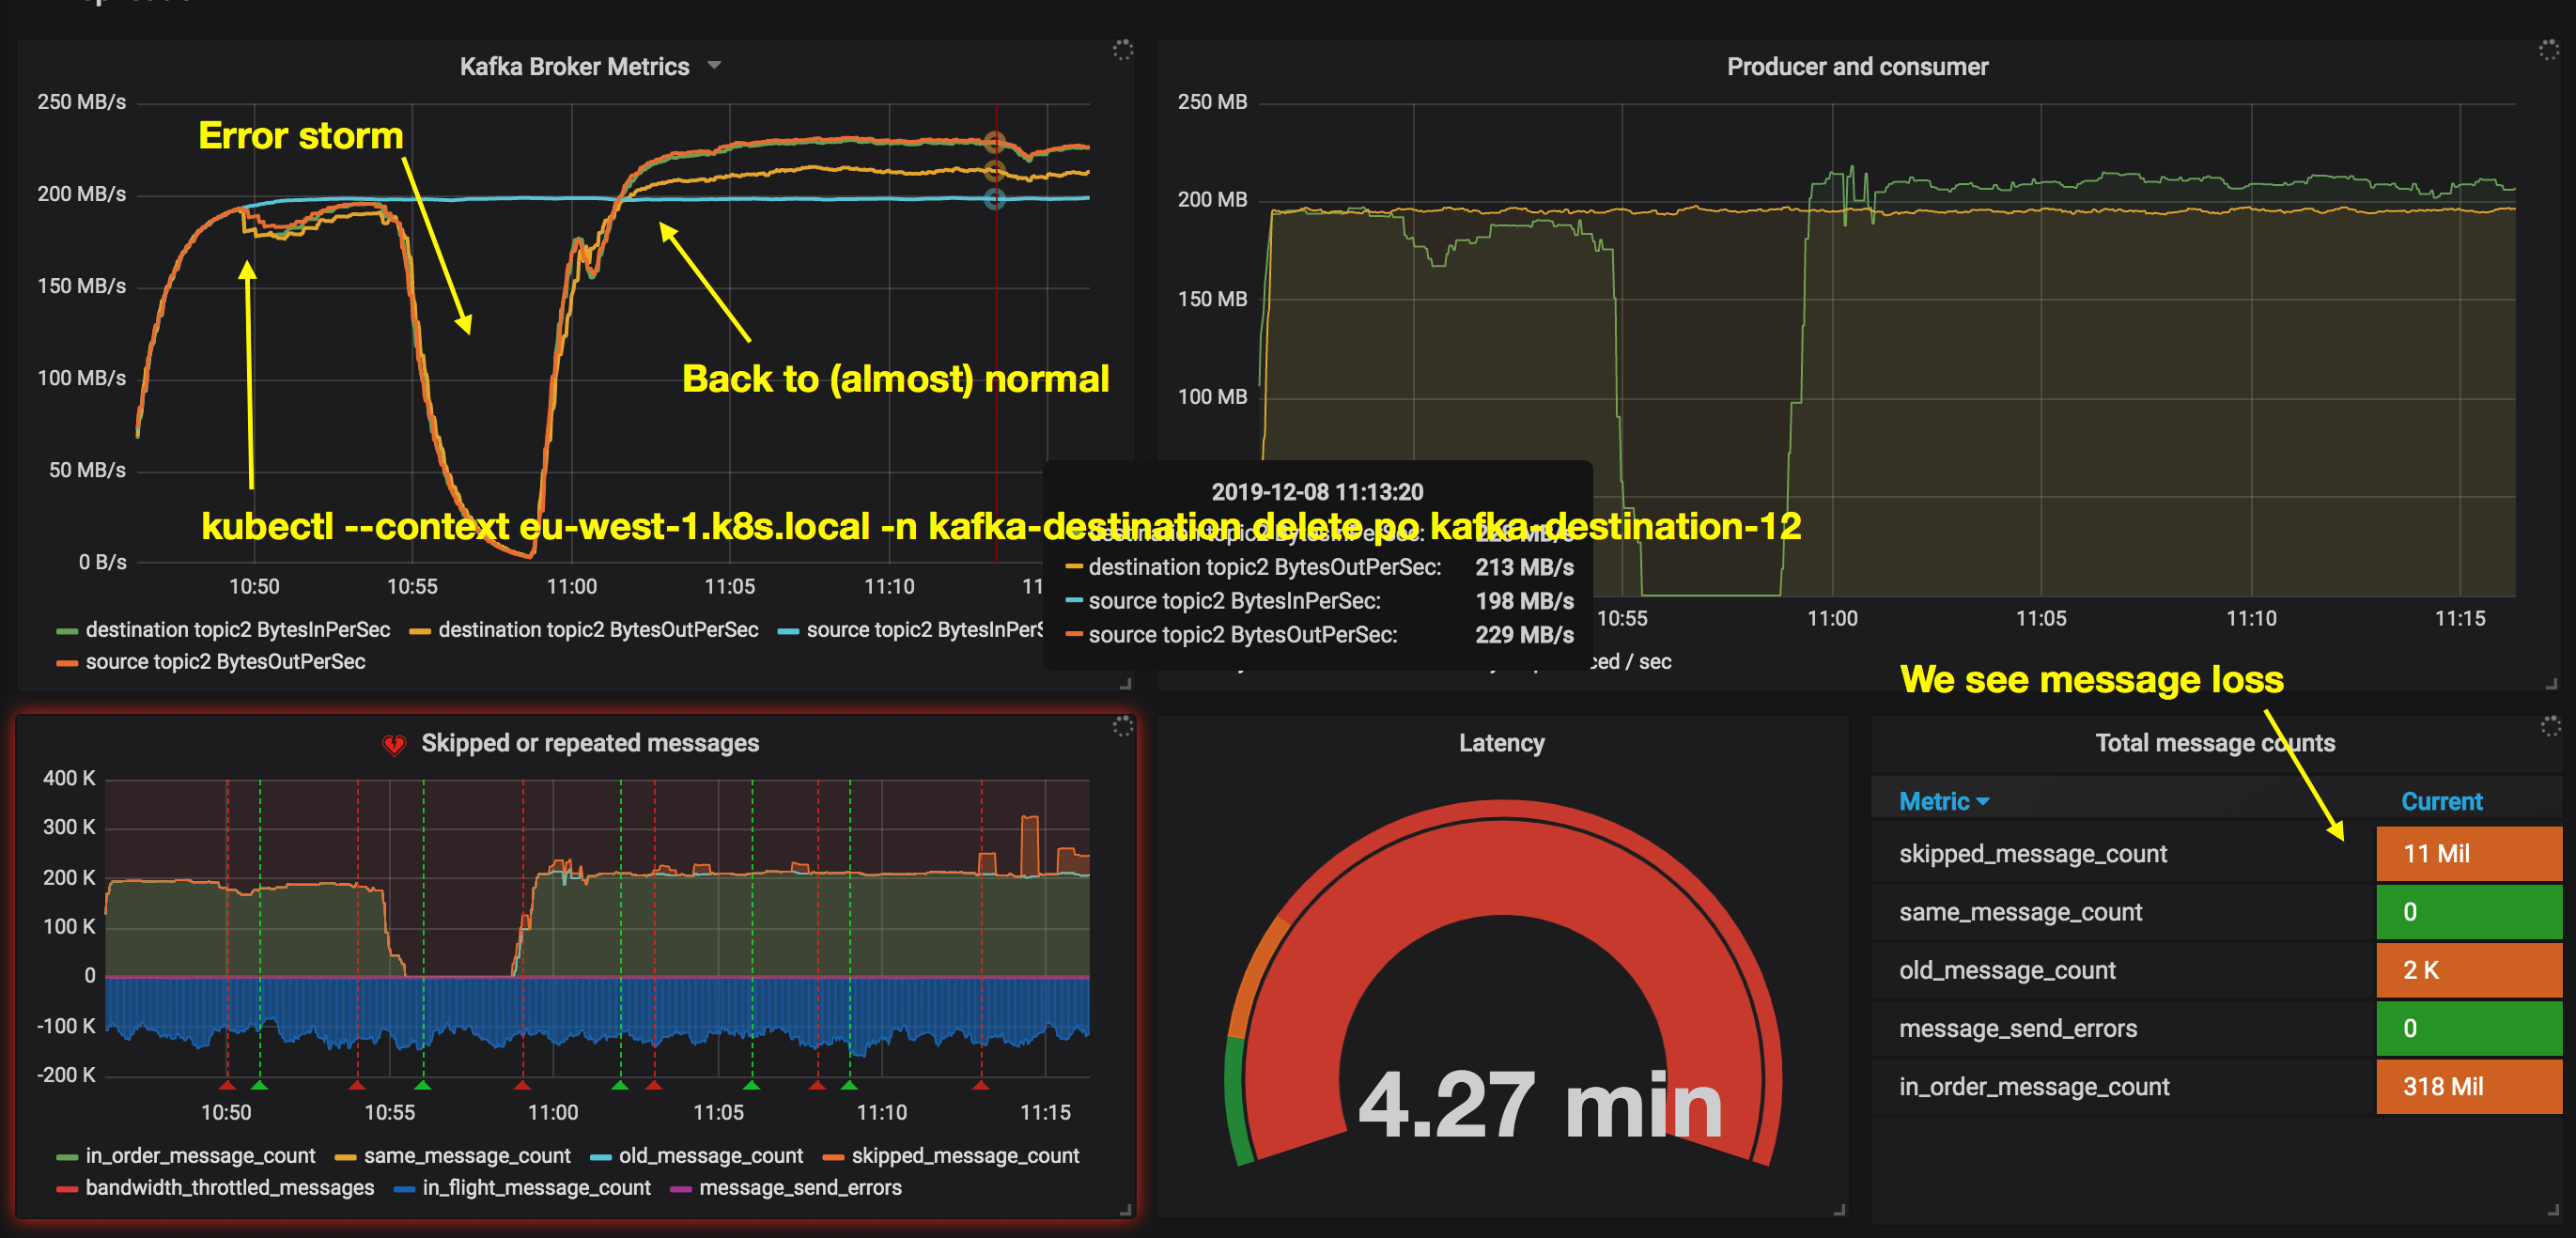 Kafka Broker Metrics
250 MB/s
200 MB/s
150 MB/s
100 MB/s
50 MB/s
0 B/s
10:50 10:55 11:00 11:05 11:10
destination topic2 BytesInPerSec destination topic2 BytesOutPerSec source topic2
source topic2 BytesOutPerSec
Error storm
Back to (almost) normal
kubectl --context eu-west-1.k8s.local -n kafka-destination delete po kafka-destination-12
Producer and consumer
250 MB
200 MB
150 MB
100 MB
10:55 11:00 11:05 11:10 11:15
/ sec
2019-12-08 11:13:20
destination topic2 BytesInPerSec: 228 MB/s
destination topic2 BytesOutPerSec: 213 MB/s
source topic2 BytesInPerSec: 198 MB/s
source topic2 BytesOutPerSec: 229 MB/s
We see message loss
Skipped or repeated messages
400 K
300 K
200 K
100 K
0
-100 K
-200 K
10:50 10:55 11:00 11:05 11:10 11:15
in_order_message_count same_message_count old_message_count skipped_message_count
bandwidth_throttled_messages in_flight_message_count message_send_errors
Latency
4.27 min
Total message counts
Metric Current
skipped_message_count 11 Mil
same_message_count 0
old_message_count 2 K
message_send_errors 0
in_order_message_count 318 Mil